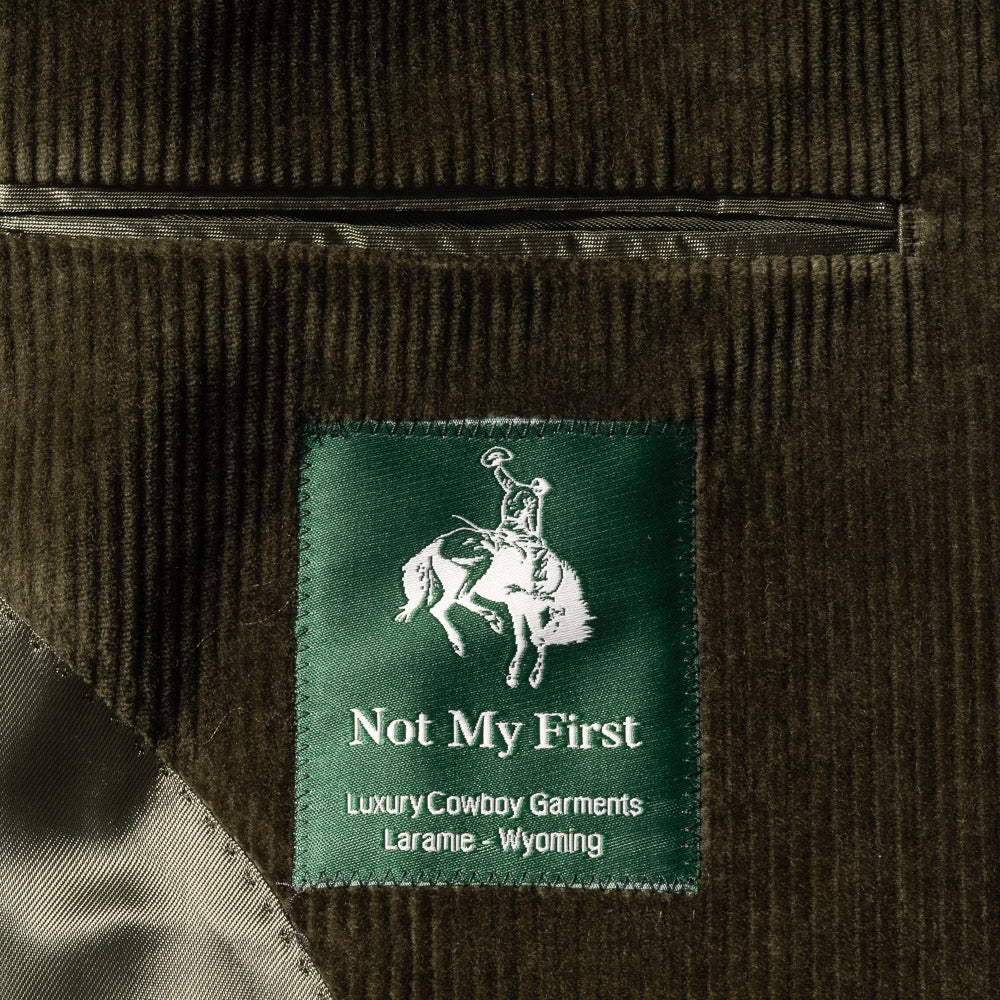 Not My First
Luxury Cowboy Garments
Laramie - Wyoming